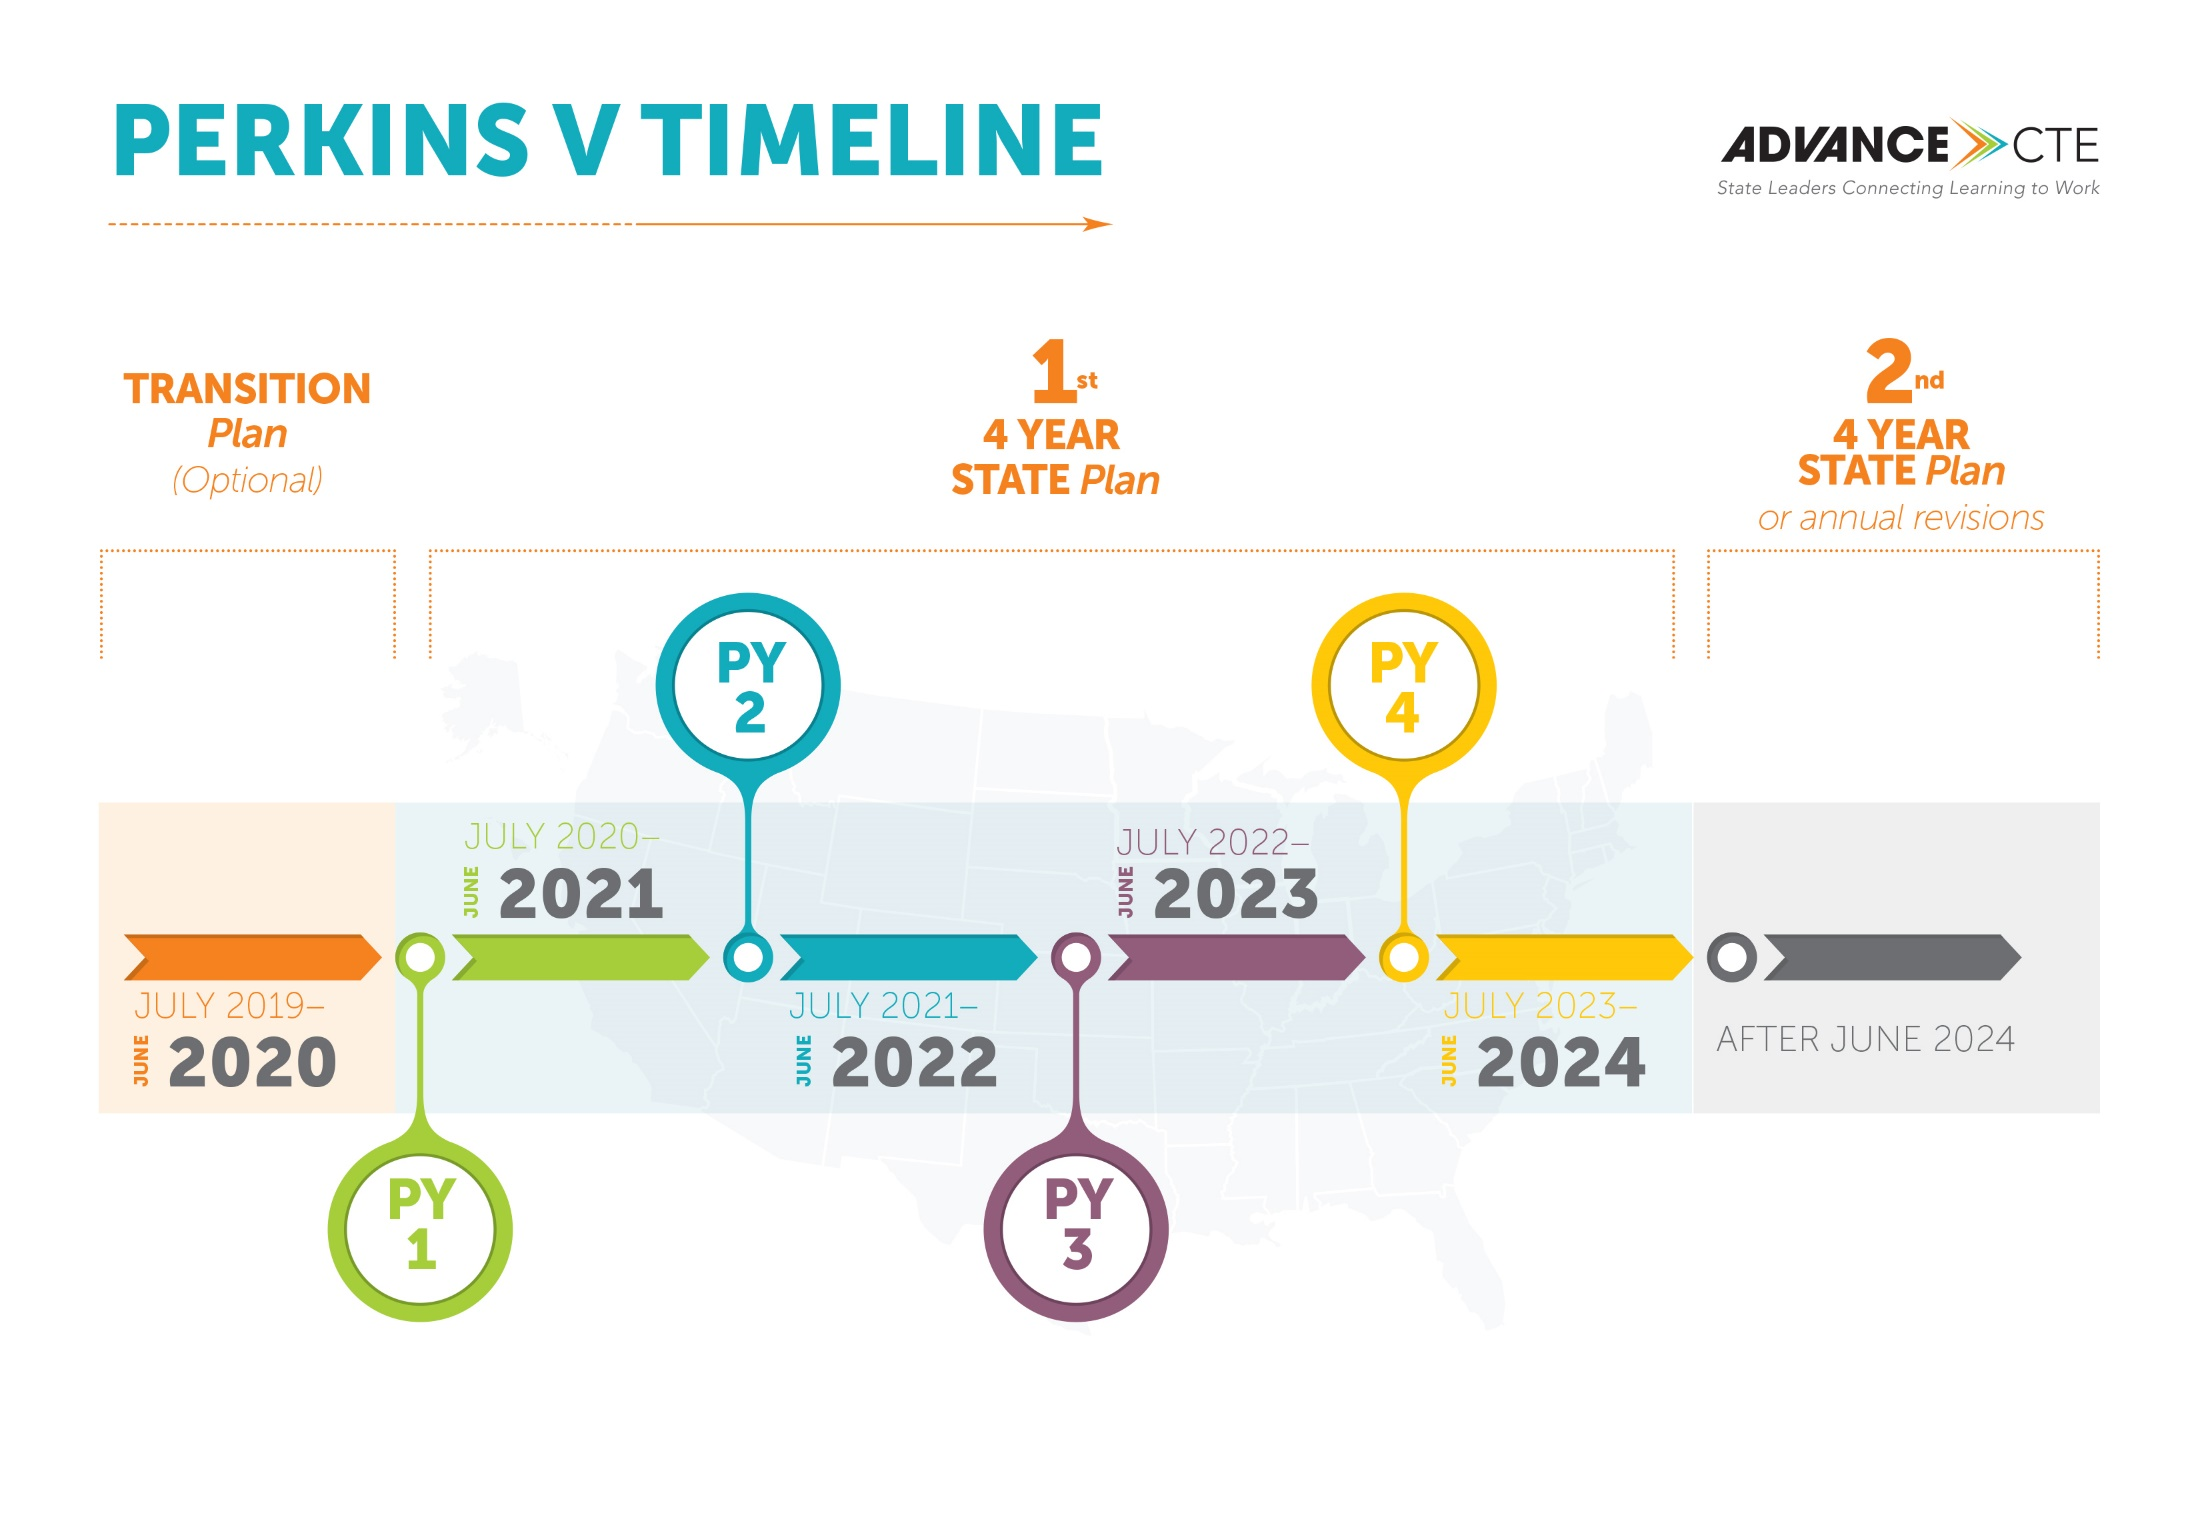 PERKINS V TIMELINE
ADVANCE CTE
State Leaders Connecting Learning to Work
TRANSITION
Plan
(Optional)
1st
4 YEAR
STATE Plan
2nd
4 YEAR
STATE Plan
or annual revisions
PY
2
PY
4
JULY 2020–
JUNE 2021
JULY 2022–
JUNE 2023
JULY 2019–
JUNE 2020
JULY 2021–
JUNE 2022
JULY 2023–
JUNE 2024
AFTER JUNE 2024
PY
1
PY
3